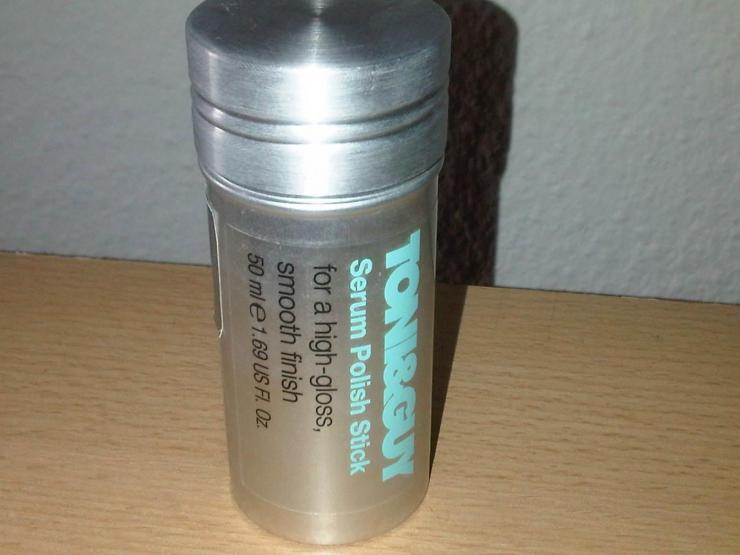 TONI&GUY
Serum Polish Stick
for a high-gloss,
smooth finish
50 ml ℮ 1.69 US Fl. Oz.